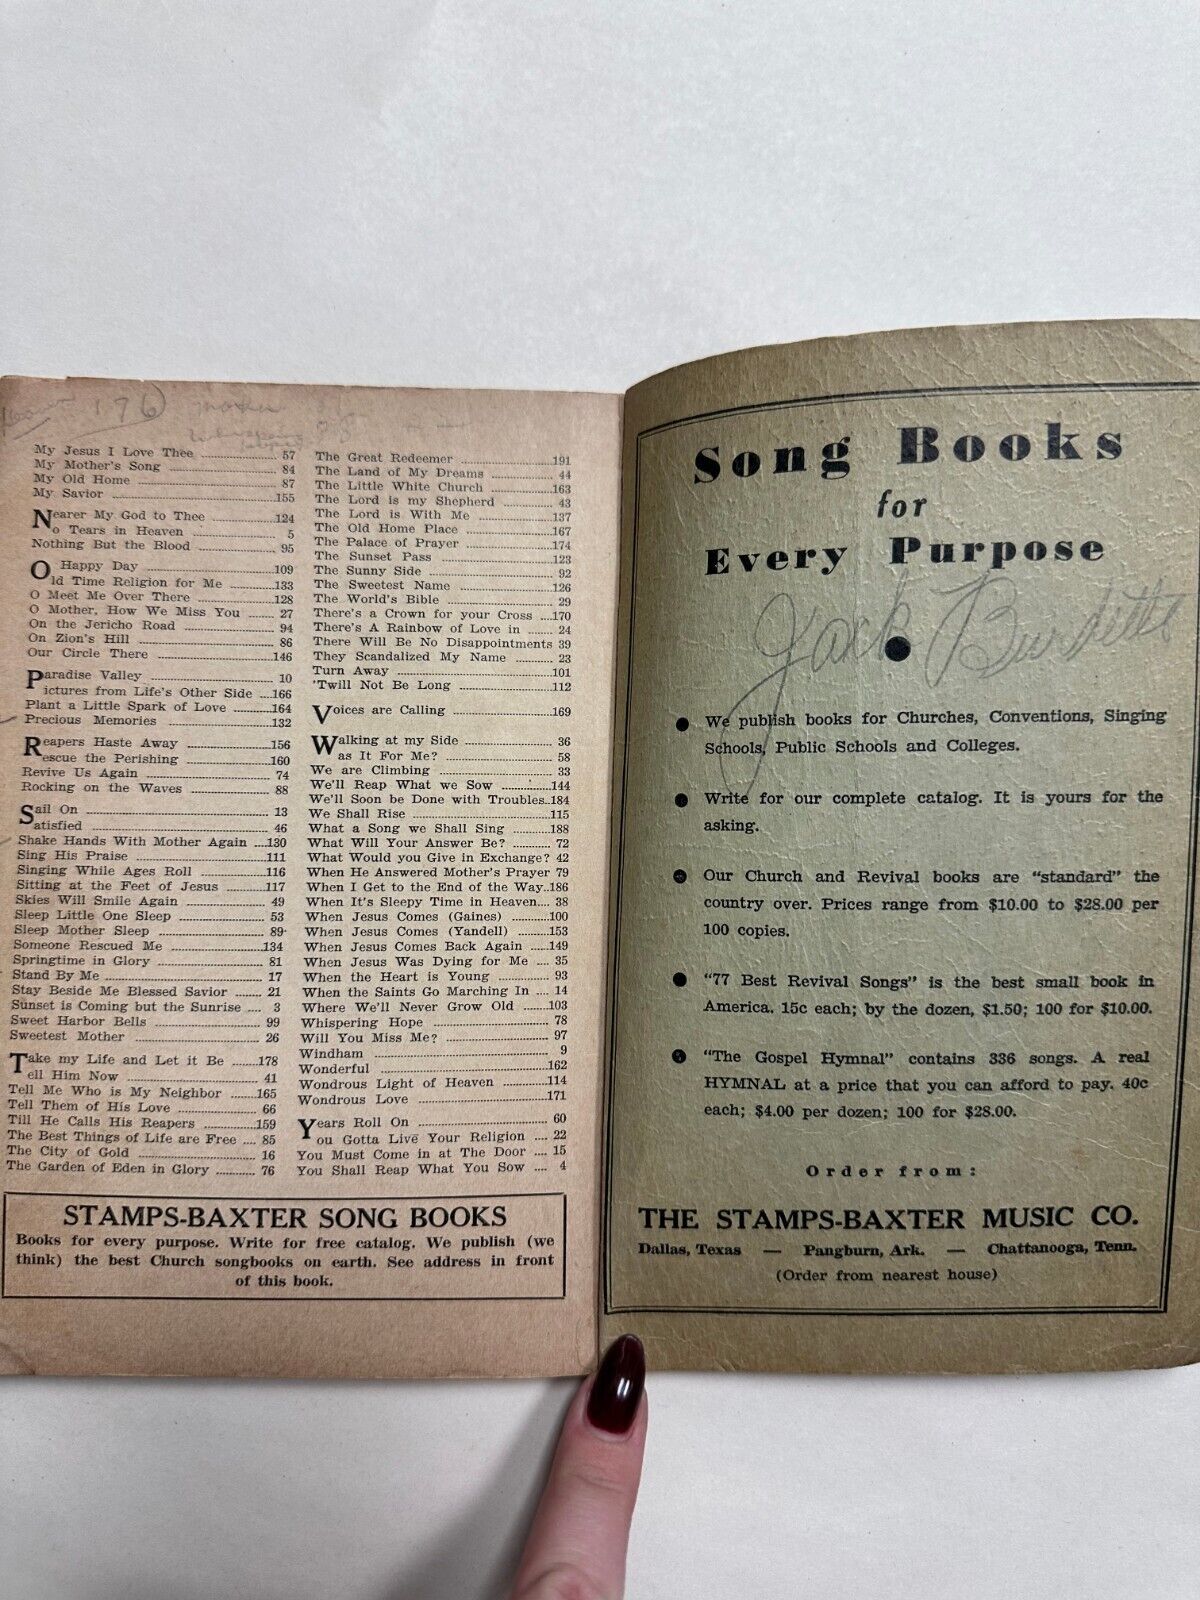 176
My Jesus I Love Thee 57
My Mother's Song 84
My Old Home 87
My Savior 155
Nearer My God to Thee 124
No Tears in Heaven 5
Nothing But the Blood 95
O Happy Day 109
Old Time Religion for Me 133
O Meet Me Over There 128
O Mother, How We Miss You 27
On the Jericho Road 94
On Zion's Hill 86
Our Circle There 146
Paradise Valley 10
Pictures from Life's Other Side 166
Plant a Little Spark of Love 164
Precious Memories 132
Reapers Haste Away 156
Rescue the Perishing 160
Revive Us Again 74
Rocking on the Waves 88
Sail On 13
Satisfied 46
Shake Hands With Mother Again 130
Sing His Praise 111
Singing While Ages Roll 116
Sitting at the Feet of Jesus 117
Skies Will Smile Again 49
Sleep Little One Sleep 53
Sleep Mother Sleep 89
Someone Rescued Me 134
Springtime in Glory 81
Stand By Me 17
Stay Beside Me Blessed Savior 21
Sunset is Coming but the Sunrise 3
Sweet Harbor Bells 99
Sweetest Mother 26
Take my Life and Let it Be 178
Tell Him Now 41
Tell Me Who is My Neighbor 165
Tell Them of His Love 66
Till He Calls His Reapers 159
The Best Things of Life are Free 85
The City of Gold 16
The Garden of Eden in Glory 76
The Great Redeemer 191
The Land of My Dreams 44
The Little White Church 163
The Lord is my Shepherd 43
The Lord is With Me 137
The Old Home Place 167
The Palace of Prayer 174
The Sunset Pass 123
The Sunny Side 92
The Sweetest Name 126
The World's Bible 29
There's a Crown for your Cross 170
There's A Rainbow of Love in 24
There Will Be No Disappointments 39
They Scandalized My Name 23
Turn Away 101
'Twill Not Be Long 112
Voices are Calling 169
Walking at my Side 36
Was It For Me? 58
We are Climbing 33
We'll Reap What we Sow 144
We'll Soon be Done with Troubles 184
We Shall Rise 115
What a Song we Shall Sing 188
What Will Your Answer Be? 72
What Would you Give in Exchange? 42
When He Answered Mother's Prayer 79
When I Get to the End of the Way 186
When It's Sleepy Time in Heaven 38
When Jesus Comes (Gaines) 100
When Jesus Comes (Yandell) 153
When Jesus Comes Back Again 149
When Jesus Was Dying for Me 35
When the Heart is Young 93
When the Saints Go Marching In 14
Where We'll Never Grow Old 103
Whispering Hope 78
Will You Miss Me? 97
Windham 9
Wonderful 162
Wondrous Light of Heaven 114
Wondrous Love 171
Years Roll On 60
You Gotta Live Your Religion 22
You Must Come in at The Door 15
You Shall Reap What You Sow 4
STAMPS-BAXTER SONG BOOKS
Books for every purpose. Write for free catalog. We publish (we
think) the best Church songbooks on earth. See address in front
of this book.
Song Books
for
Every Purpose
Jack Burdette
● We publish books for Churches, Conventions, Singing
Schools, Public Schools and Colleges.
● Write for our complete catalog. It is yours for the
asking.
● Our Church and Revival books are "standard" the
country over. Prices range from $10.00 to $28.00 per
100 copies.
● "77 Best Revival Songs" is the best small book in
America. 15c each; by the dozen, $1.50; 100 for $10.00.
● "The Gospel Hymnal" contains 336 songs. A real
HYMNAL at a price that you can afford to pay. 40c
each; $4.00 per dozen; 100 for $28.00.
Order from:
THE STAMPS-BAXTER MUSIC CO.
Dallas, Texas — Pangburn, Ark. — Chattanooga, Tenn.
(Order from nearest house)